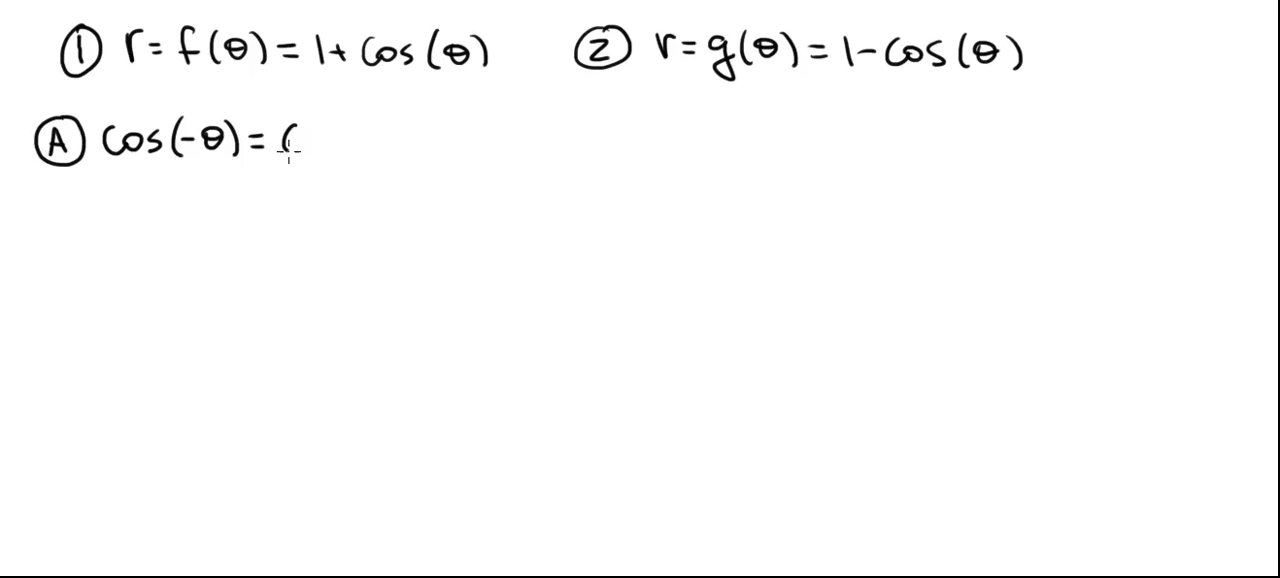 ① r = f(θ) = 1 + cos(θ) ② r = g(θ) = 1 - cos(θ)
Ⓐ cos(-θ) = (